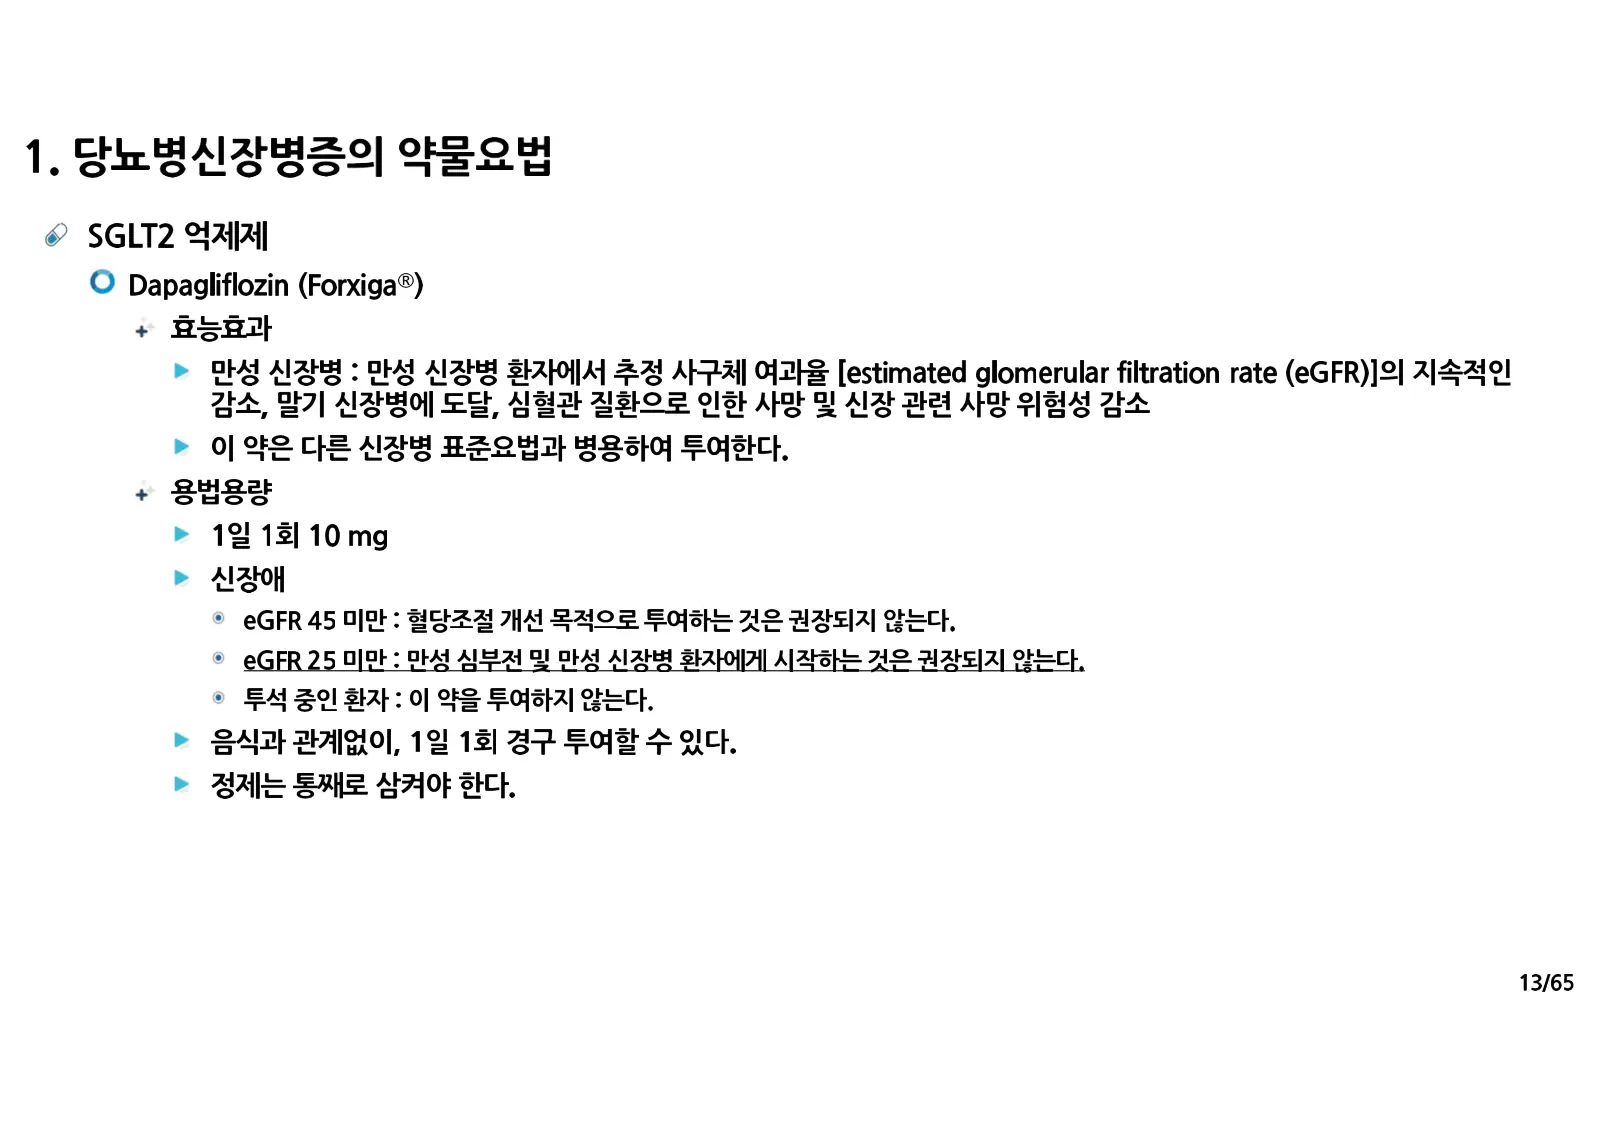 1. 당뇨병신장병증의 약물요법
SGLT2 억제제
Dapagliflozin (Forxiga®)
효능효과
만성 신장병 : 만성 신장병 환자에서 추정 사구체 여과율 [estimated glomerular filtration rate (eGFR)]의 지속적인
감소, 말기 신장병에 도달, 심혈관 질환으로 인한 사망 및 신장 관련 사망 위험성 감소
이 약은 다른 신장병 표준요법과 병용하여 투여한다.
용법용량
1일 1회 10 mg
신장애
eGFR 45 미만 : 혈당조절 개선 목적으로 투여하는 것은 권장되지 않는다.
eGFR 25 미만 : 만성 심부전 및 만성 신장병 환자에게 시작하는 것은 권장되지 않는다.
투석 중인 환자 : 이 약을 투여하지 않는다.
음식과 관계없이, 1일 1회 경구 투여할 수 있다.
정제는 통째로 삼켜야 한다.
13/65